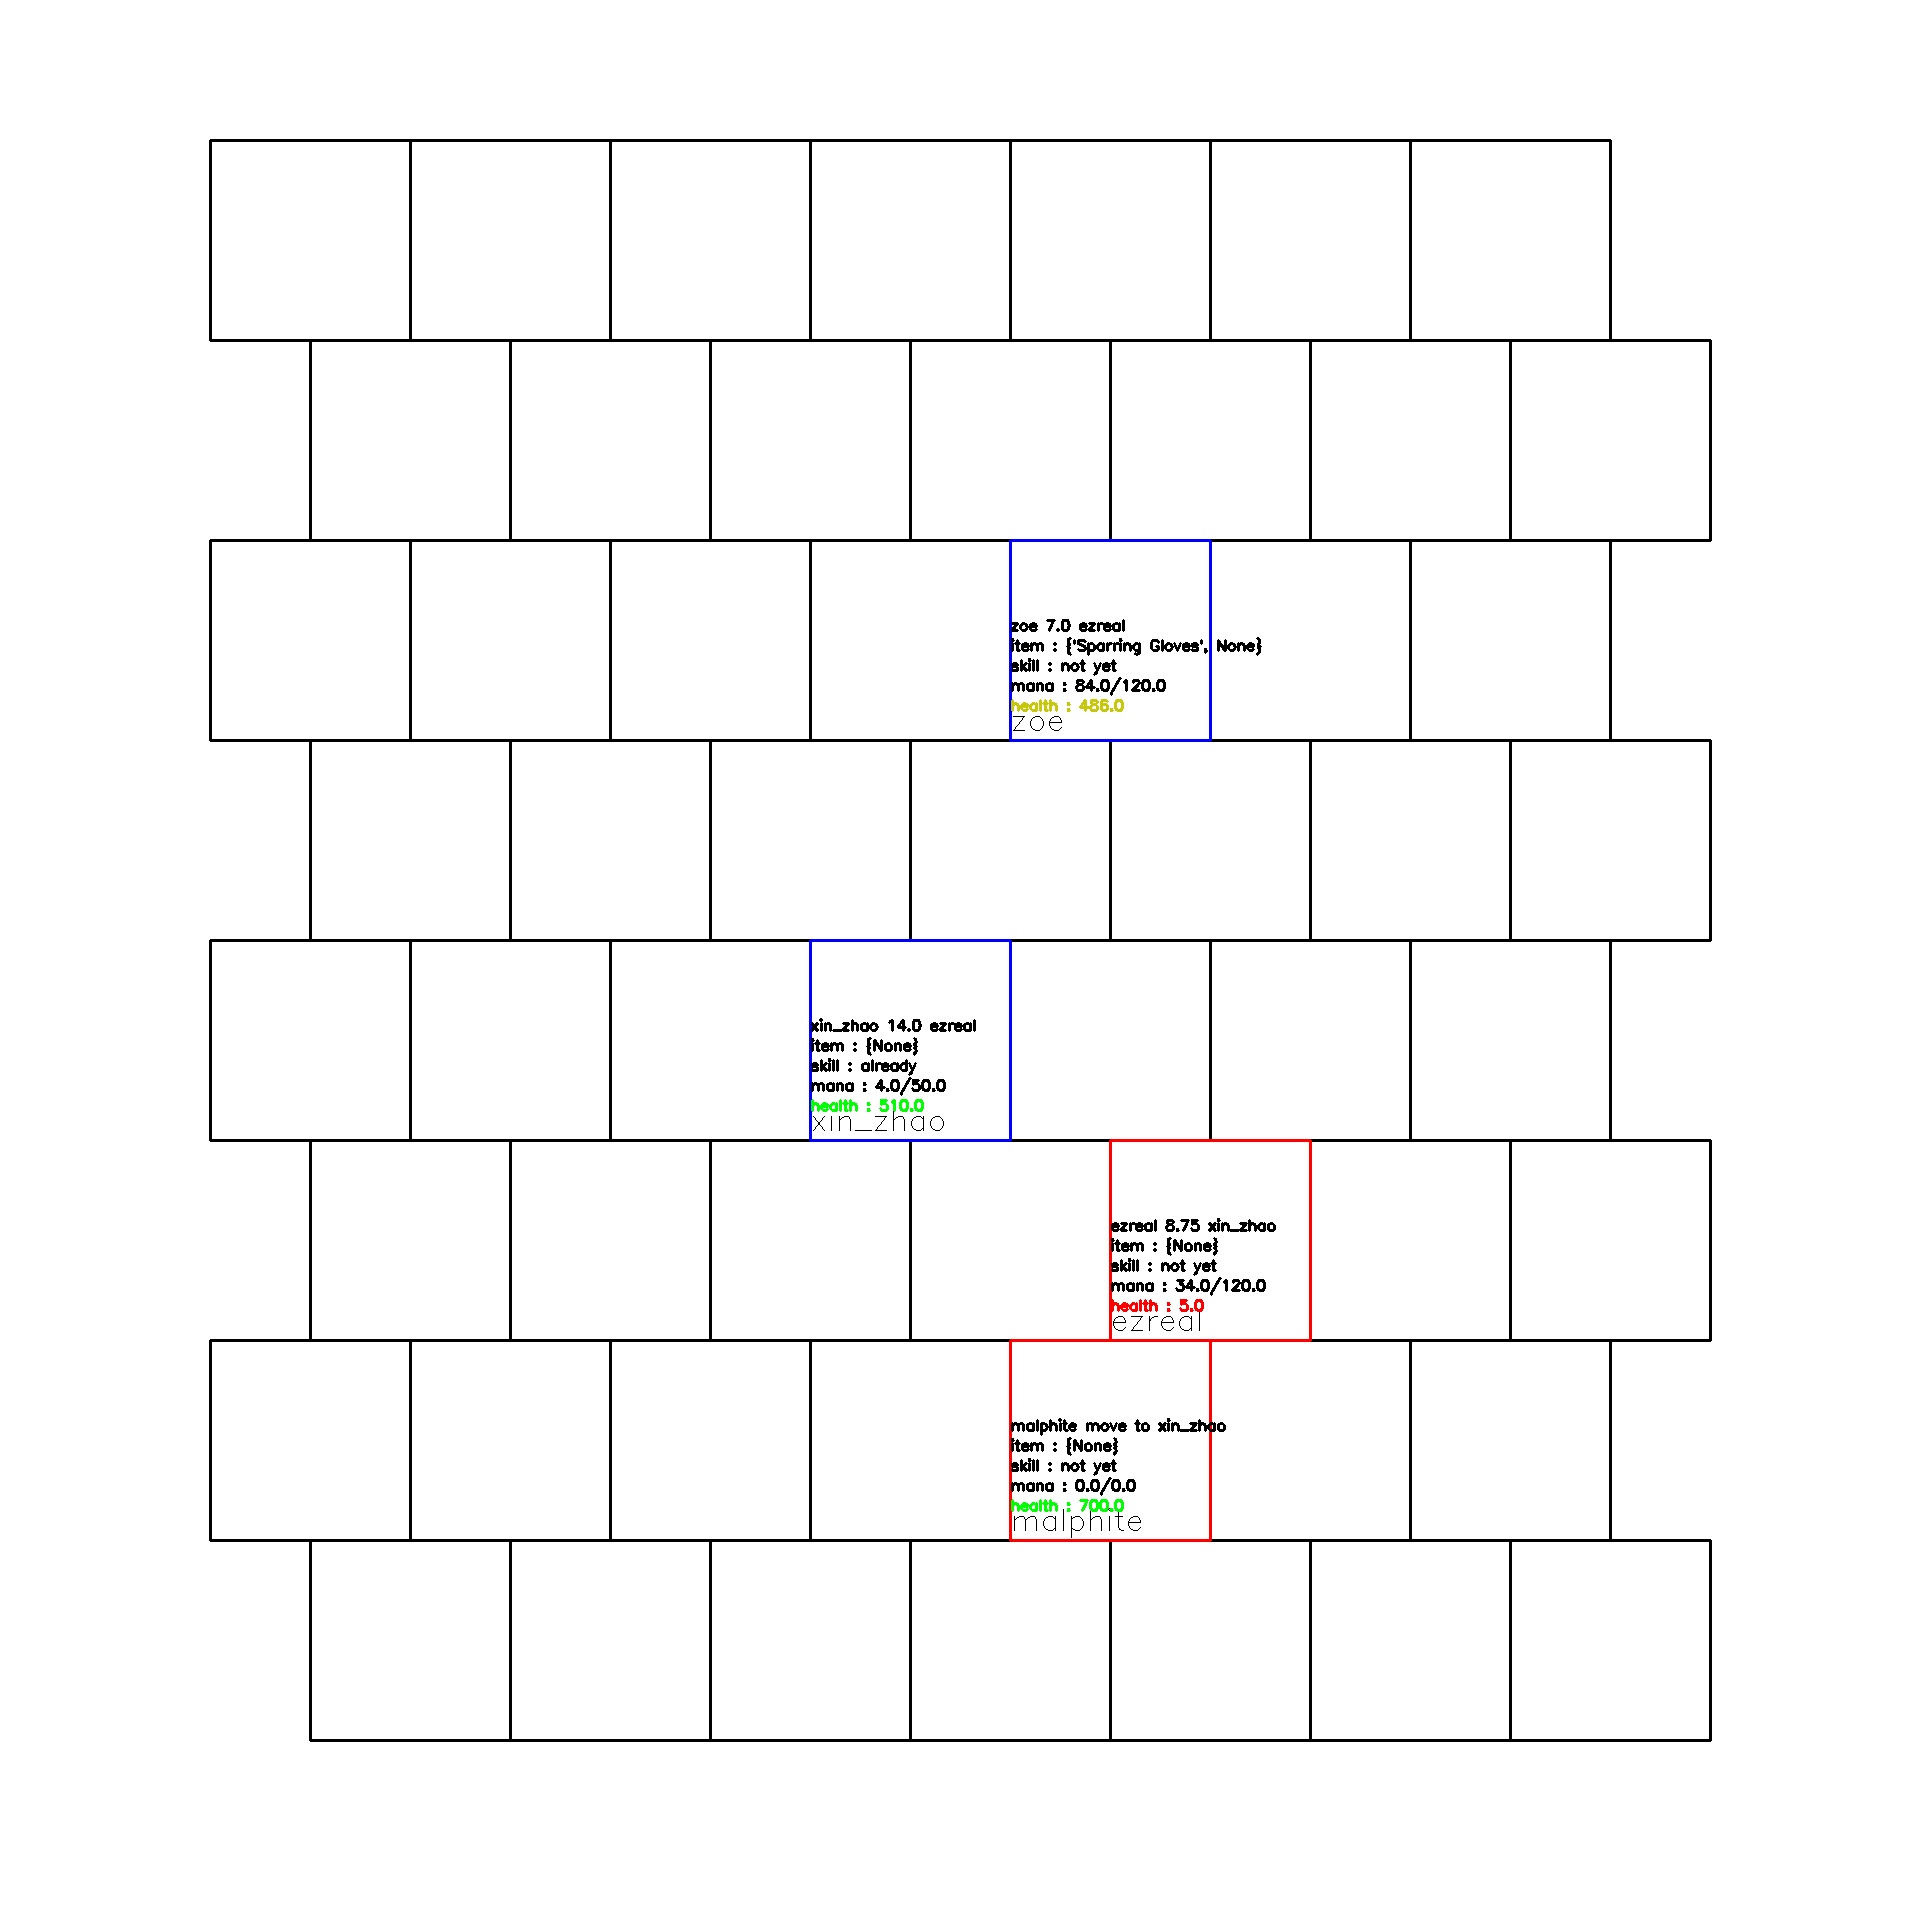 zoe 7.0 ezreal
item : {'Sparring Gloves', None}
skill : not yet
mana : 84.0/120.0
health : 486.0
zoe
xin_zhao 14.0 ezreal
item : {None}
skill : already
mana : 4.0/50.0
health : 510.0
xin_zhao
ezreal 8.75 xin_zhao
item : {None}
skill : not yet
mana : 34.0/120.0
health : 5.0
ezreal
malphite move to xin_zhao
item : {None}
skill : not yet
mana : 0.0/0.0
health : 700.0
malphite